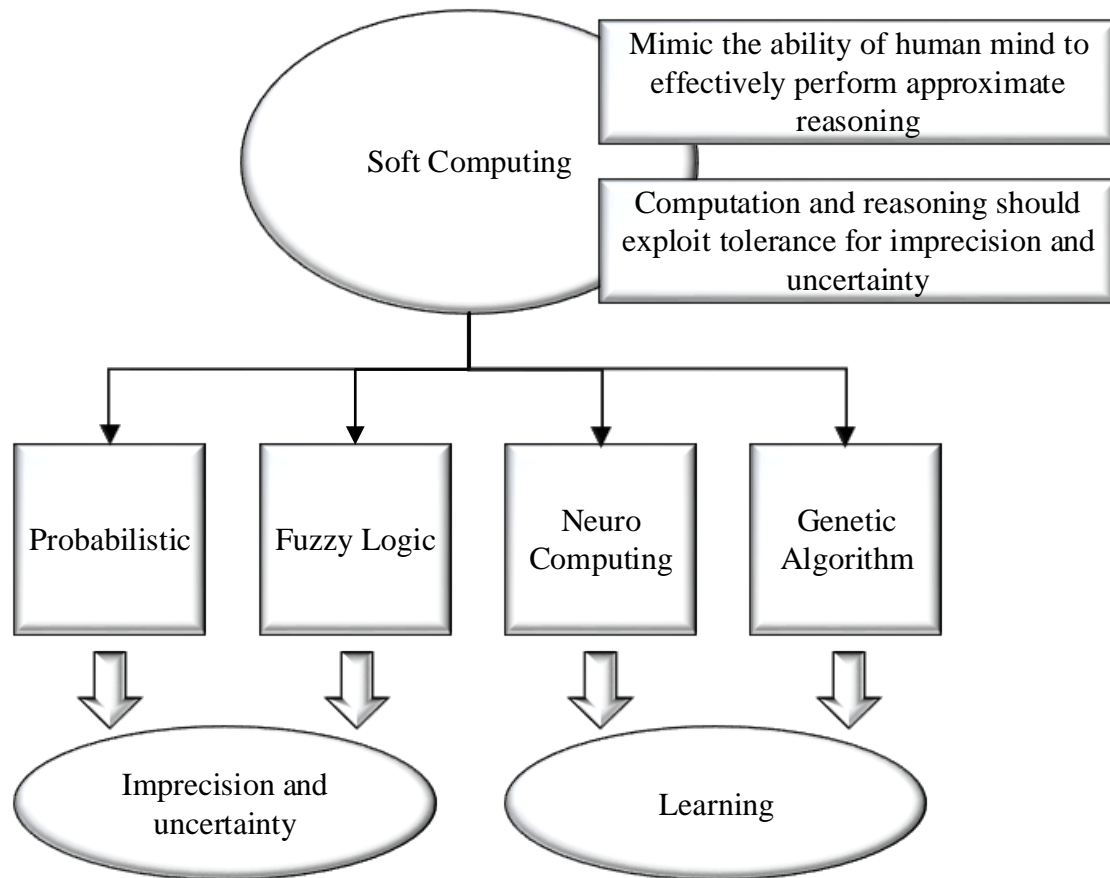 Mimic the ability of human mind to
effectively perform approximate
reasoning
Soft Computing
Computation and reasoning should
exploit tolerance for imprecision and
uncertainty
Probabilistic
Fuzzy Logic
Neuro
Computing
Genetic
Algorithm
Imprecision and
uncertainty
Learning